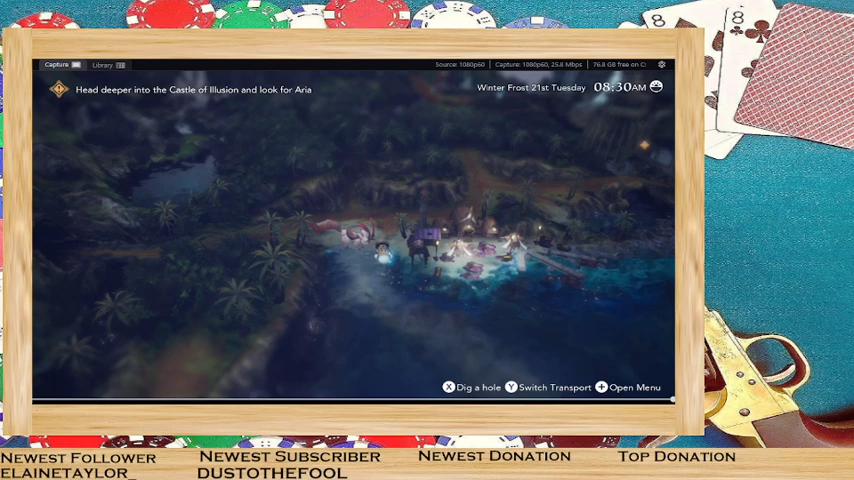 8 8
Capture Library Source: 1080p60 Capture: 1080p60, 25.8 Mbps 76.8 GB free on C:
Head deeper into the Castle of Illusion and look for Aria Winter Frost 21st Tuesday 08:30AM
X Dig a hole Y Switch Transport + Open Menu
NEWEST FOLLOWER NEWEST SUBSCRIBER NEWEST DONATION TOP DONATION
ELAINETAYLOR_ DUSTOTHEFOOL